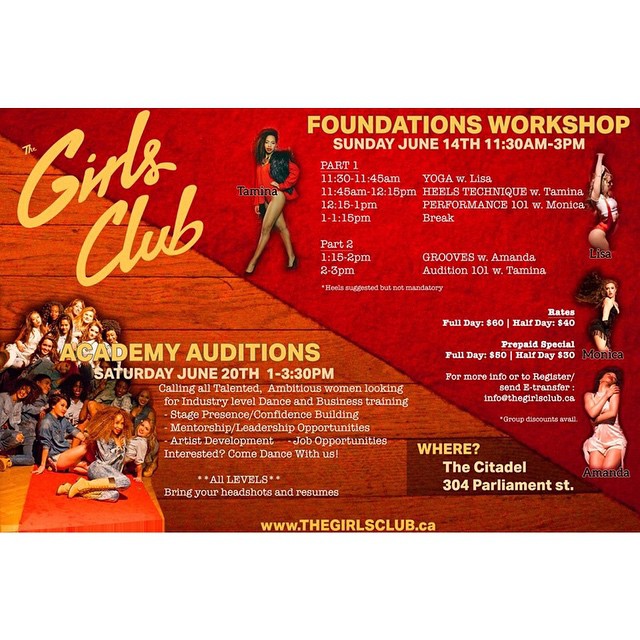 The
Girls
Club
FOUNDATIONS WORKSHOP
SUNDAY JUNE 14TH 11:30AM-3PM
PART 1
11:30-11:45am YOGA w. Lisa
11:45am-12:15pm HEELS TECHNIQUE w. Tamina
12:15-1pm PERFORMANCE 101 w. Monica
1-1:15pm Break
Part 2
1:15-2pm GROOVES w. Amanda
2-3pm Audition 101 w. Tamina
*Heels suggested but not mandatory
Tamina
Lisa
Monica
Amanda
Rates
Full Day: $60 | Half Day: $40
Prepaid Special
Full Day: $50 | Half Day $30
For more info or to Register/
send E-transfer :
info@thegirlsclub.ca
*Group discounts avail.
ACADEMY AUDITIONS
SATURDAY JUNE 20TH 1-3:30PM
Calling all Talented, Ambitious women looking
for Industry level Dance and Business training
- Stage Presence/Confidence Building
- Mentorship/Leadership Opportunities
- Artist Development - Job Opportunities
Interested? Come Dance With us!
**All LEVELS**
Bring your headshots and resumes
WHERE?
The Citadel
304 Parliament st.
www.THEGIRLSCLUB.ca